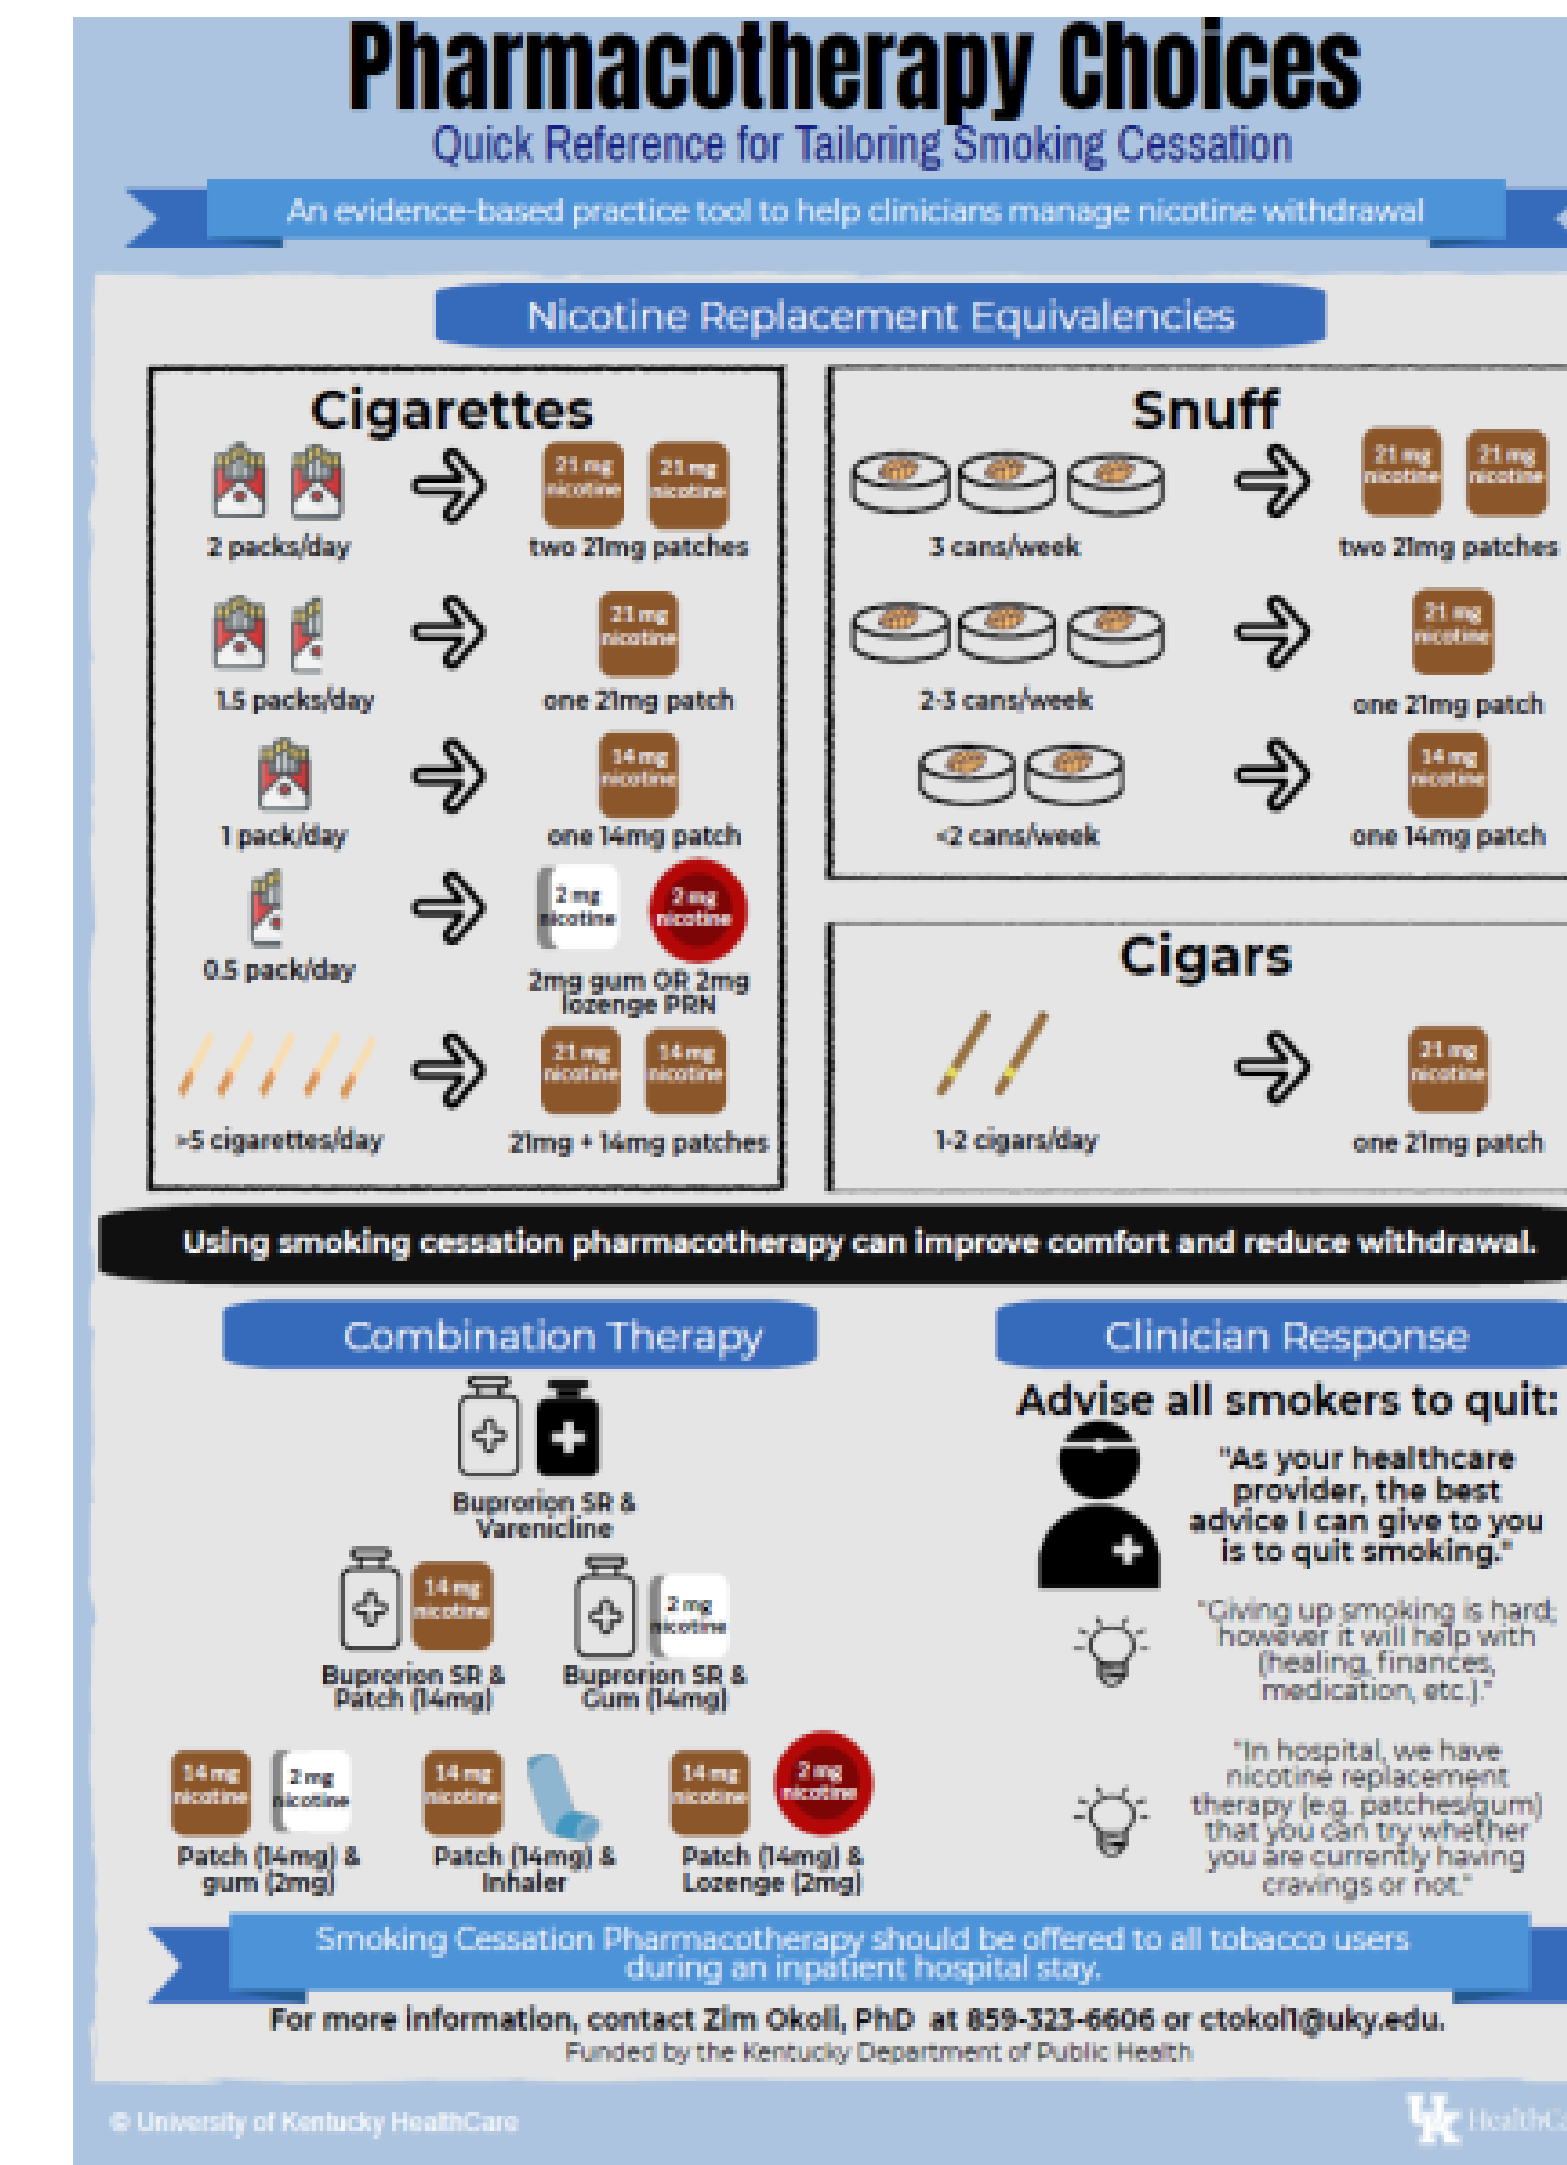 Pharmacotherapy Choices
Quick Reference for Tailoring Smoking Cessation
An evidence-based practice tool to help clinicians manage nicotine withdrawal
Nicotine Replacement Equivalencies
Cigarettes
21 mg nicotine
21 mg nicotine
2 packs/day
two 21mg patches
21 mg nicotine
1.5 packs/day
one 21mg patch
14 mg nicotine
1 pack/day
one 14mg patch
2 mg nicotine
2 mg nicotine
0.5 pack/day
2mg gum OR 2mg
lozenge PRN
21 mg nicotine
14 mg nicotine
>5 cigarettes/day
21mg + 14mg patches
Snuff
21 mg nicotine
21 mg nicotine
3 cans/week
two 21mg patches
21 mg nicotine
2-3 cans/week
one 21mg patch
14 mg nicotine
<2 cans/week
one 14mg patch
Cigars
21 mg nicotine
1-2 cigars/day
one 21mg patch
Using smoking cessation pharmacotherapy can improve comfort and reduce withdrawal.
Combination Therapy
Buprorion SR &
Varenicline
14 mg nicotine
Buprorion SR &
Patch (14mg)
2 mg nicotine
Buprorion SR &
Gum (14mg)
14 mg nicotine
2 mg nicotine
Patch (14mg) &
gum (2mg)
14 mg nicotine
Patch (14mg) &
Inhaler
14 mg nicotine
2 mg nicotine
Patch (14mg) &
Lozenge (2mg)
Clinician Response
Advise all smokers to quit:
"As your healthcare
provider, the best
advice I can give to you
is to quit smoking."
"Giving up smoking is hard;
however it will help with
(healing, finances,
medication, etc.)."
"In hospital, we have
nicotine replacement
therapy (e.g. patches/gum)
that you can try whether
you are currently having
cravings or not."
Smoking Cessation Pharmacotherapy should be offered to all tobacco users
during an inpatient hospital stay.
For more information, contact Zim Okoli, PhD at 859-323-6606 or ctokol1@uky.edu.
Funded by the Kentucky Department of Public Health
© University of Kentucky HealthCare
UK